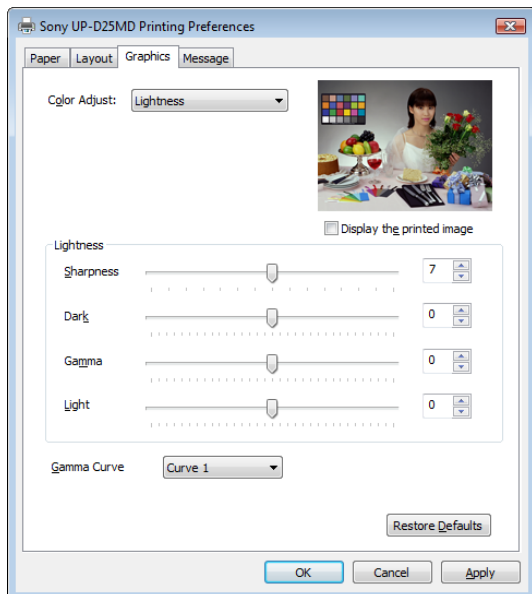 Sony UP-D25MD Printing Preferences
Paper Layout Graphics Message
Color Adjust: Lightness
Display the printed image
Lightness
Sharpness 7
Dark 0
Gamma 0
Light 0
Gamma Curve Curve 1
Restore Defaults
OK Cancel Apply